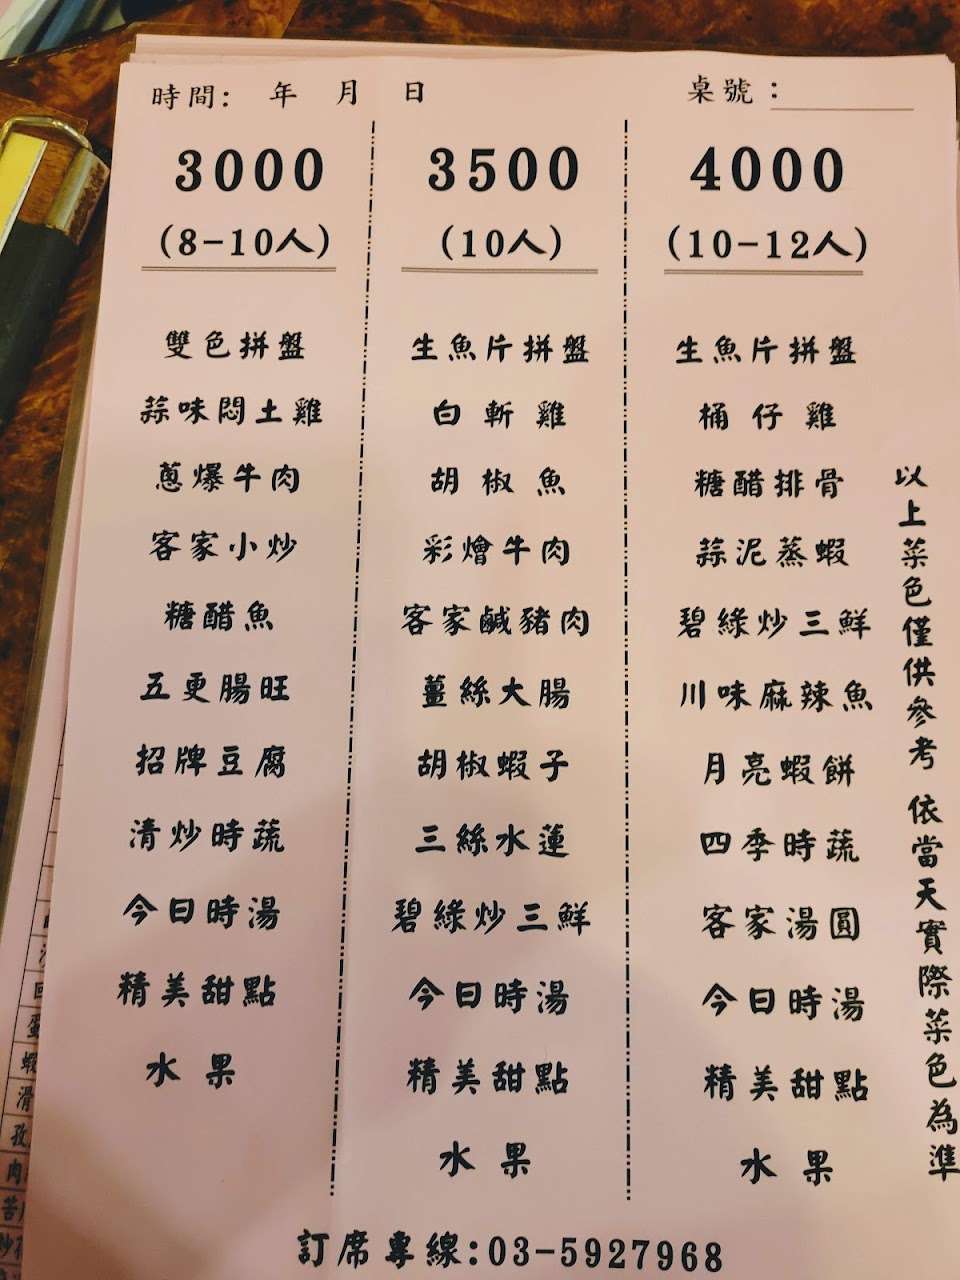 時間: 年 月 日
桌號:
3000
(8-10人)
雙色拼盤
蒜味悶土雞
蔥爆牛肉
客家小炒
糖醋魚
五更腸旺
招牌豆腐
清炒時蔬
今日時湯
精美甜點
水果
3500
(10人)
生魚片拼盤
白斬雞
胡椒魚
彩燴牛肉
客家鹹豬肉
薑絲大腸
胡椒蝦子
三絲水蓮
碧綠炒三鮮
今日時湯
精美甜點
水果
4000
(10-12人)
生魚片拼盤
桶仔雞
糖醋排骨
蒜泥蒸蝦
碧綠炒三鮮
川味麻辣魚
月亮蝦餅
四季時蔬
客家湯圓
今日時湯
精美甜點
水果
以上菜色僅供參考 依當天實際菜色為準
訂席專線:03-5927968